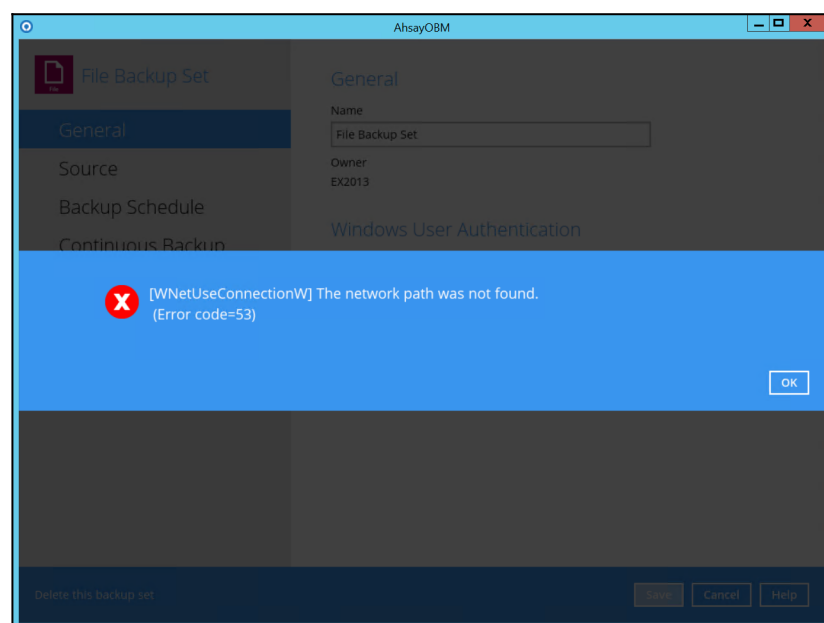 AhsayOBM
File Backup Set
File
General
Source
Backup Schedule
Continuous Backup
General
Name
File Backup Set
Owner
EX2013
Windows User Authentication
[WNetUseConnectionW] The network path was not found.
(Error code=53)
OK
Delete this backup set
Save
Cancel
Help